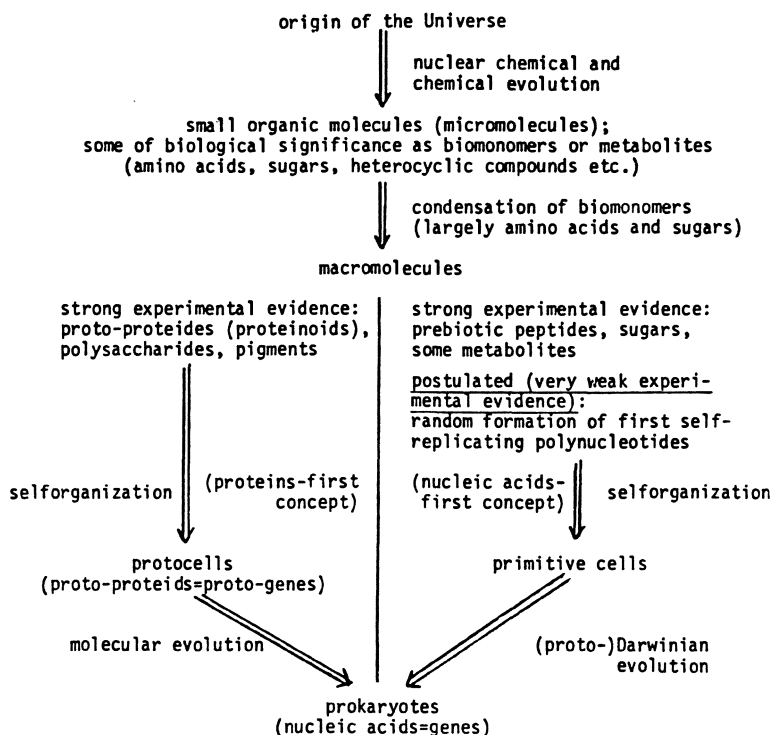 origin of the Universe
nuclear chemical and
chemical evolution
small organic molecules (micromolecules);
some of biological significance as biomonomers or metabolites
(amino acids, sugars, heterocyclic compounds etc.)
condensation of biomonomers
(largely amino acids and sugars)
macromolecules
strong experimental evidence:
proto-proteides (proteinoids),
polysaccharides, pigments
strong experimental evidence:
prebiotic peptides, sugars,
some metabolites
postulated (very weak experi-
mental evidence):
random formation of first self-
replicating polynucleotides
selforganization
(proteins-first
concept)
(nucleic acids-
first concept)
selforganization
protocells
(proto-proteids=proto-genes)
primitive cells
molecular evolution
(proto-)Darwinian
evolution
prokaryotes
(nucleic acids=genes)